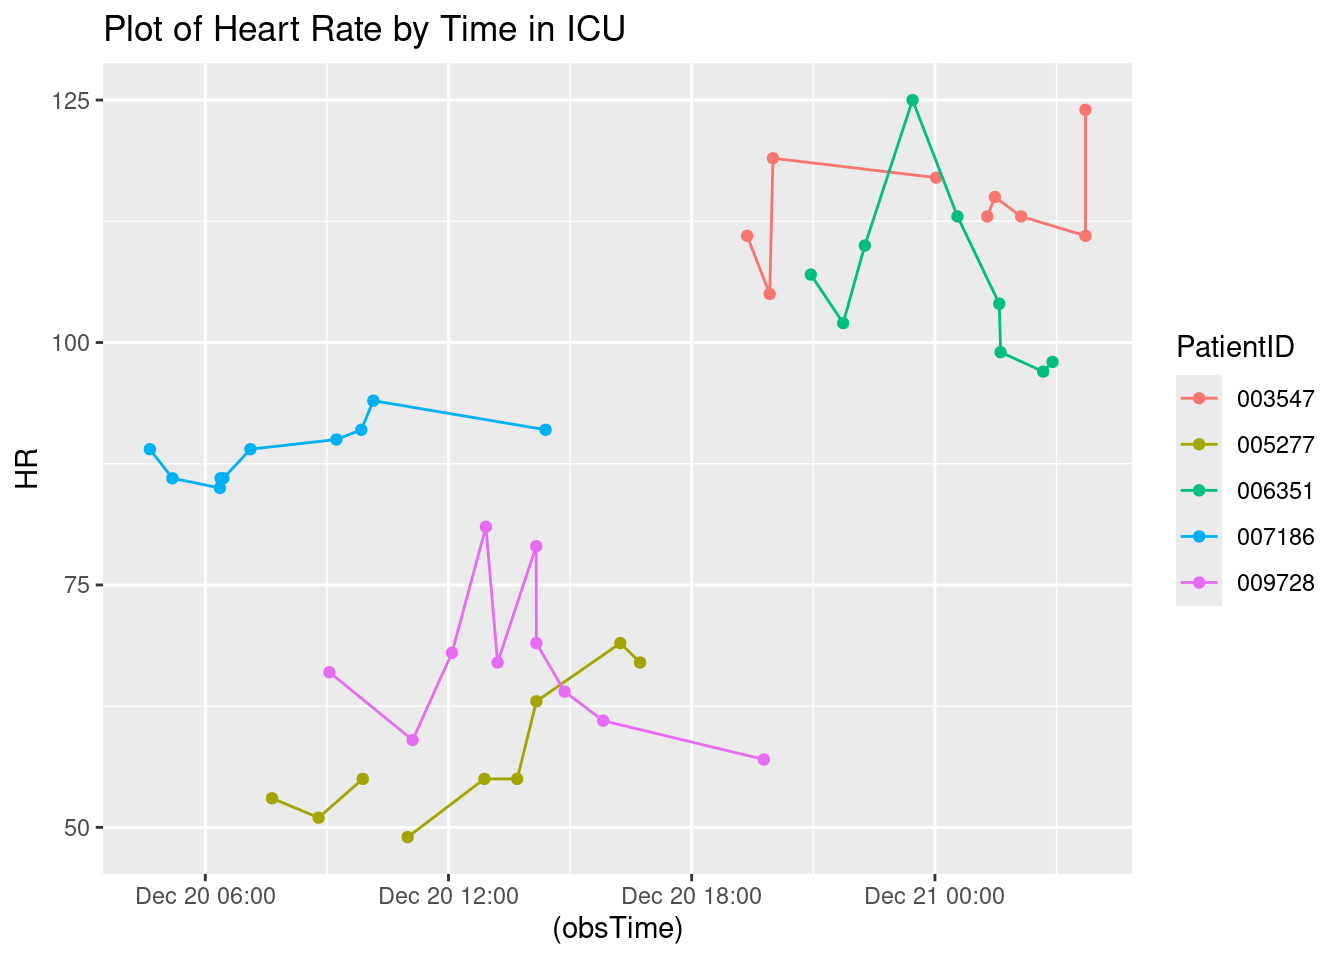 Plot of Heart Rate by Time in ICU
125
100
75
50
HR
Dec 20 06:00 Dec 20 12:00 Dec 20 18:00 Dec 21 00:00
(obsTime)
PatientID
003547
005277
006351
007186
009728